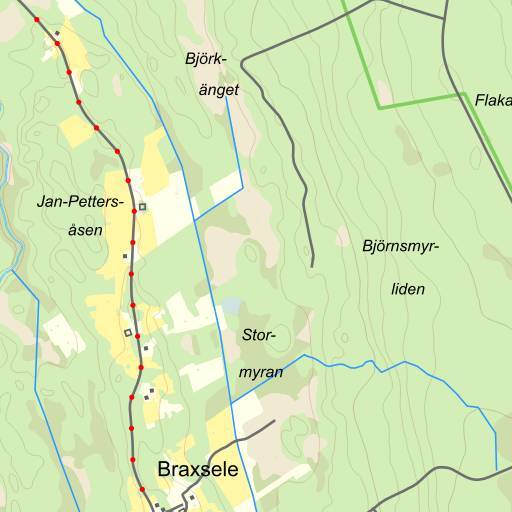 Björk-
änget
Flaka
Jan-Petters-
åsen
Björnsmyr-
liden
Stor-
myran
Braxsele